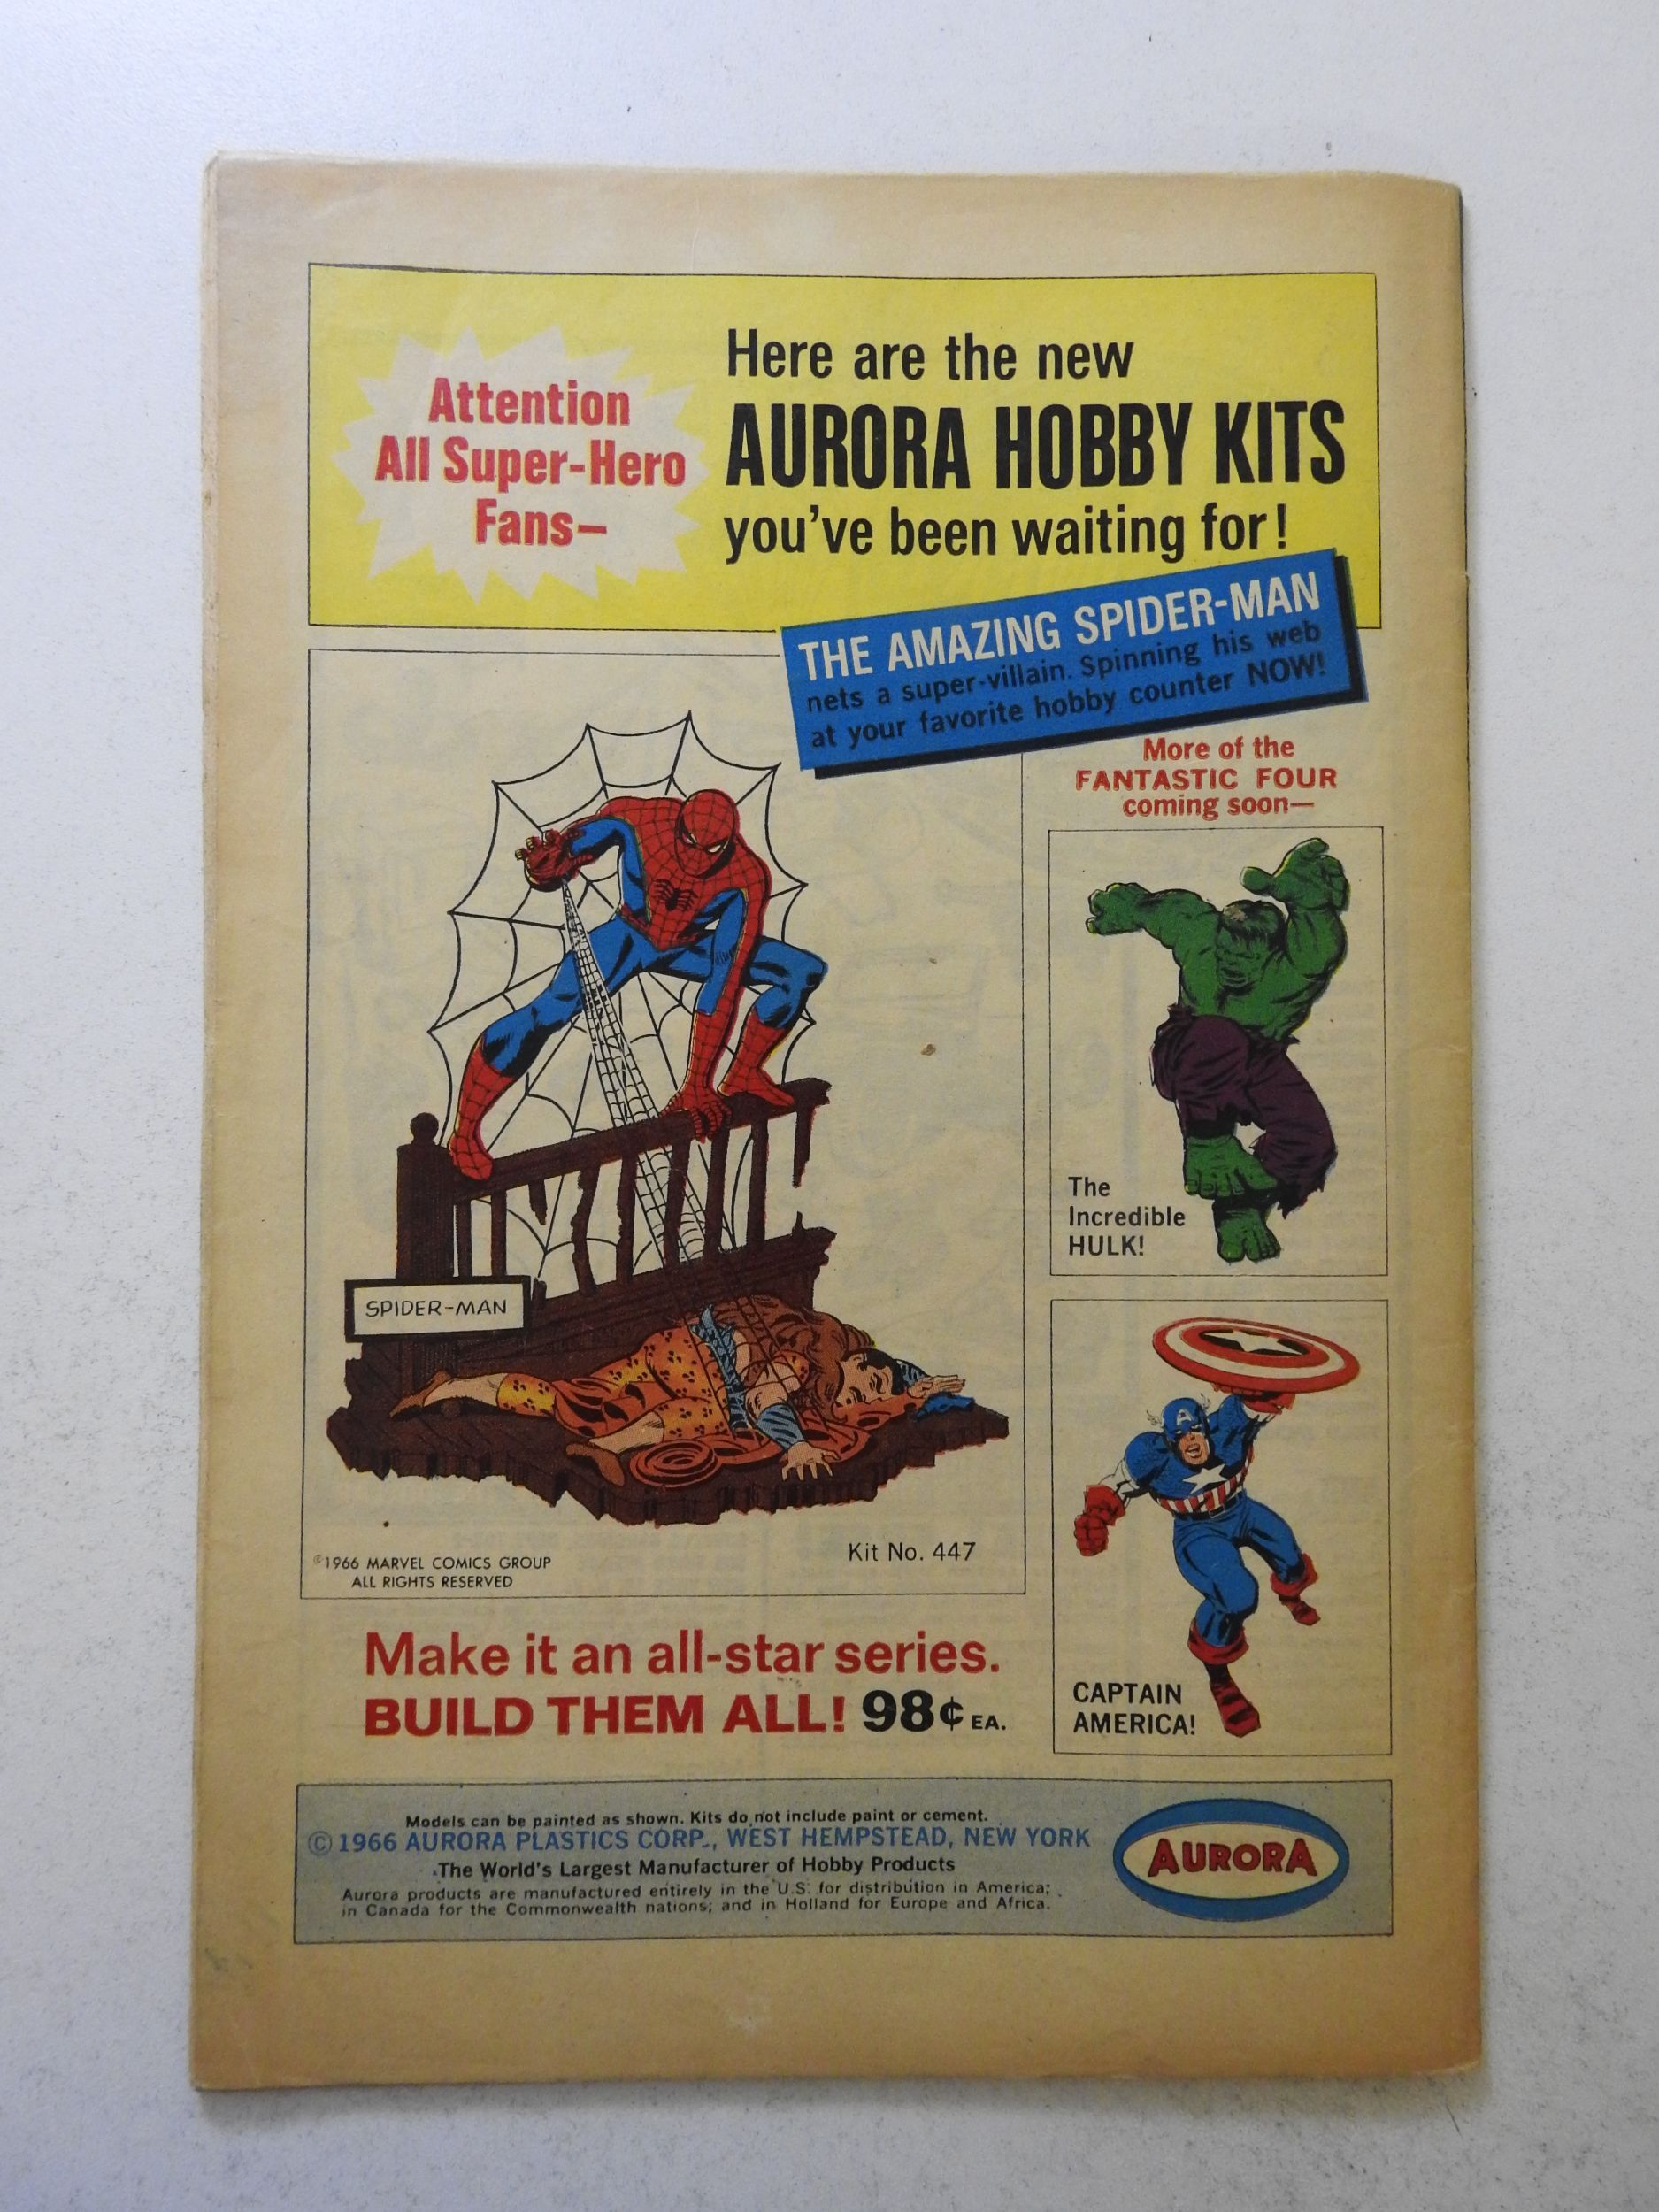 Attention
All Super-Hero
Fans—
Here are the new
AURORA HOBBY KITS
you've been waiting for!
THE AMAZING SPIDER-MAN
nets a super-villain. Spinning his web
at your favorite hobby counter NOW!
More of the
FANTASTIC FOUR
coming soon—
The
Incredible
HULK!
SPIDER-MAN
Kit No. 447
©1966 MARVEL COMICS GROUP
ALL RIGHTS RESERVED
CAPTAIN
AMERICA!
Make it an all-star series.
BUILD THEM ALL! 98¢ EA.
Models can be painted as shown. Kits do not include paint or cement.
© 1966 AURORA PLASTICS CORP., WEST HEMPSTEAD, NEW YORK
The World's Largest Manufacturer of Hobby Products
Aurora products are manufactured entirely in the U.S. for distribution in America;
in Canada for the Commonwealth nations; and in Holland for Europe and Africa.
AURORA